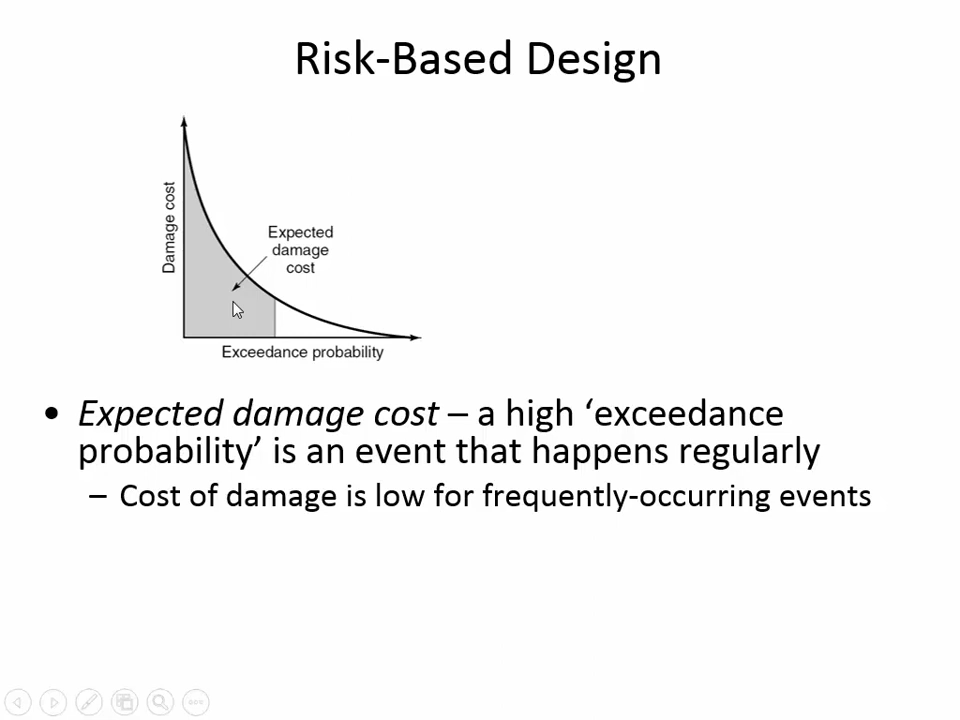 Risk-Based Design
Damage cost
Expected
damage
cost
Exceedance probability
• Expected damage cost – a high ‘exceedance
probability’ is an event that happens regularly
– Cost of damage is low for frequently-occurring events